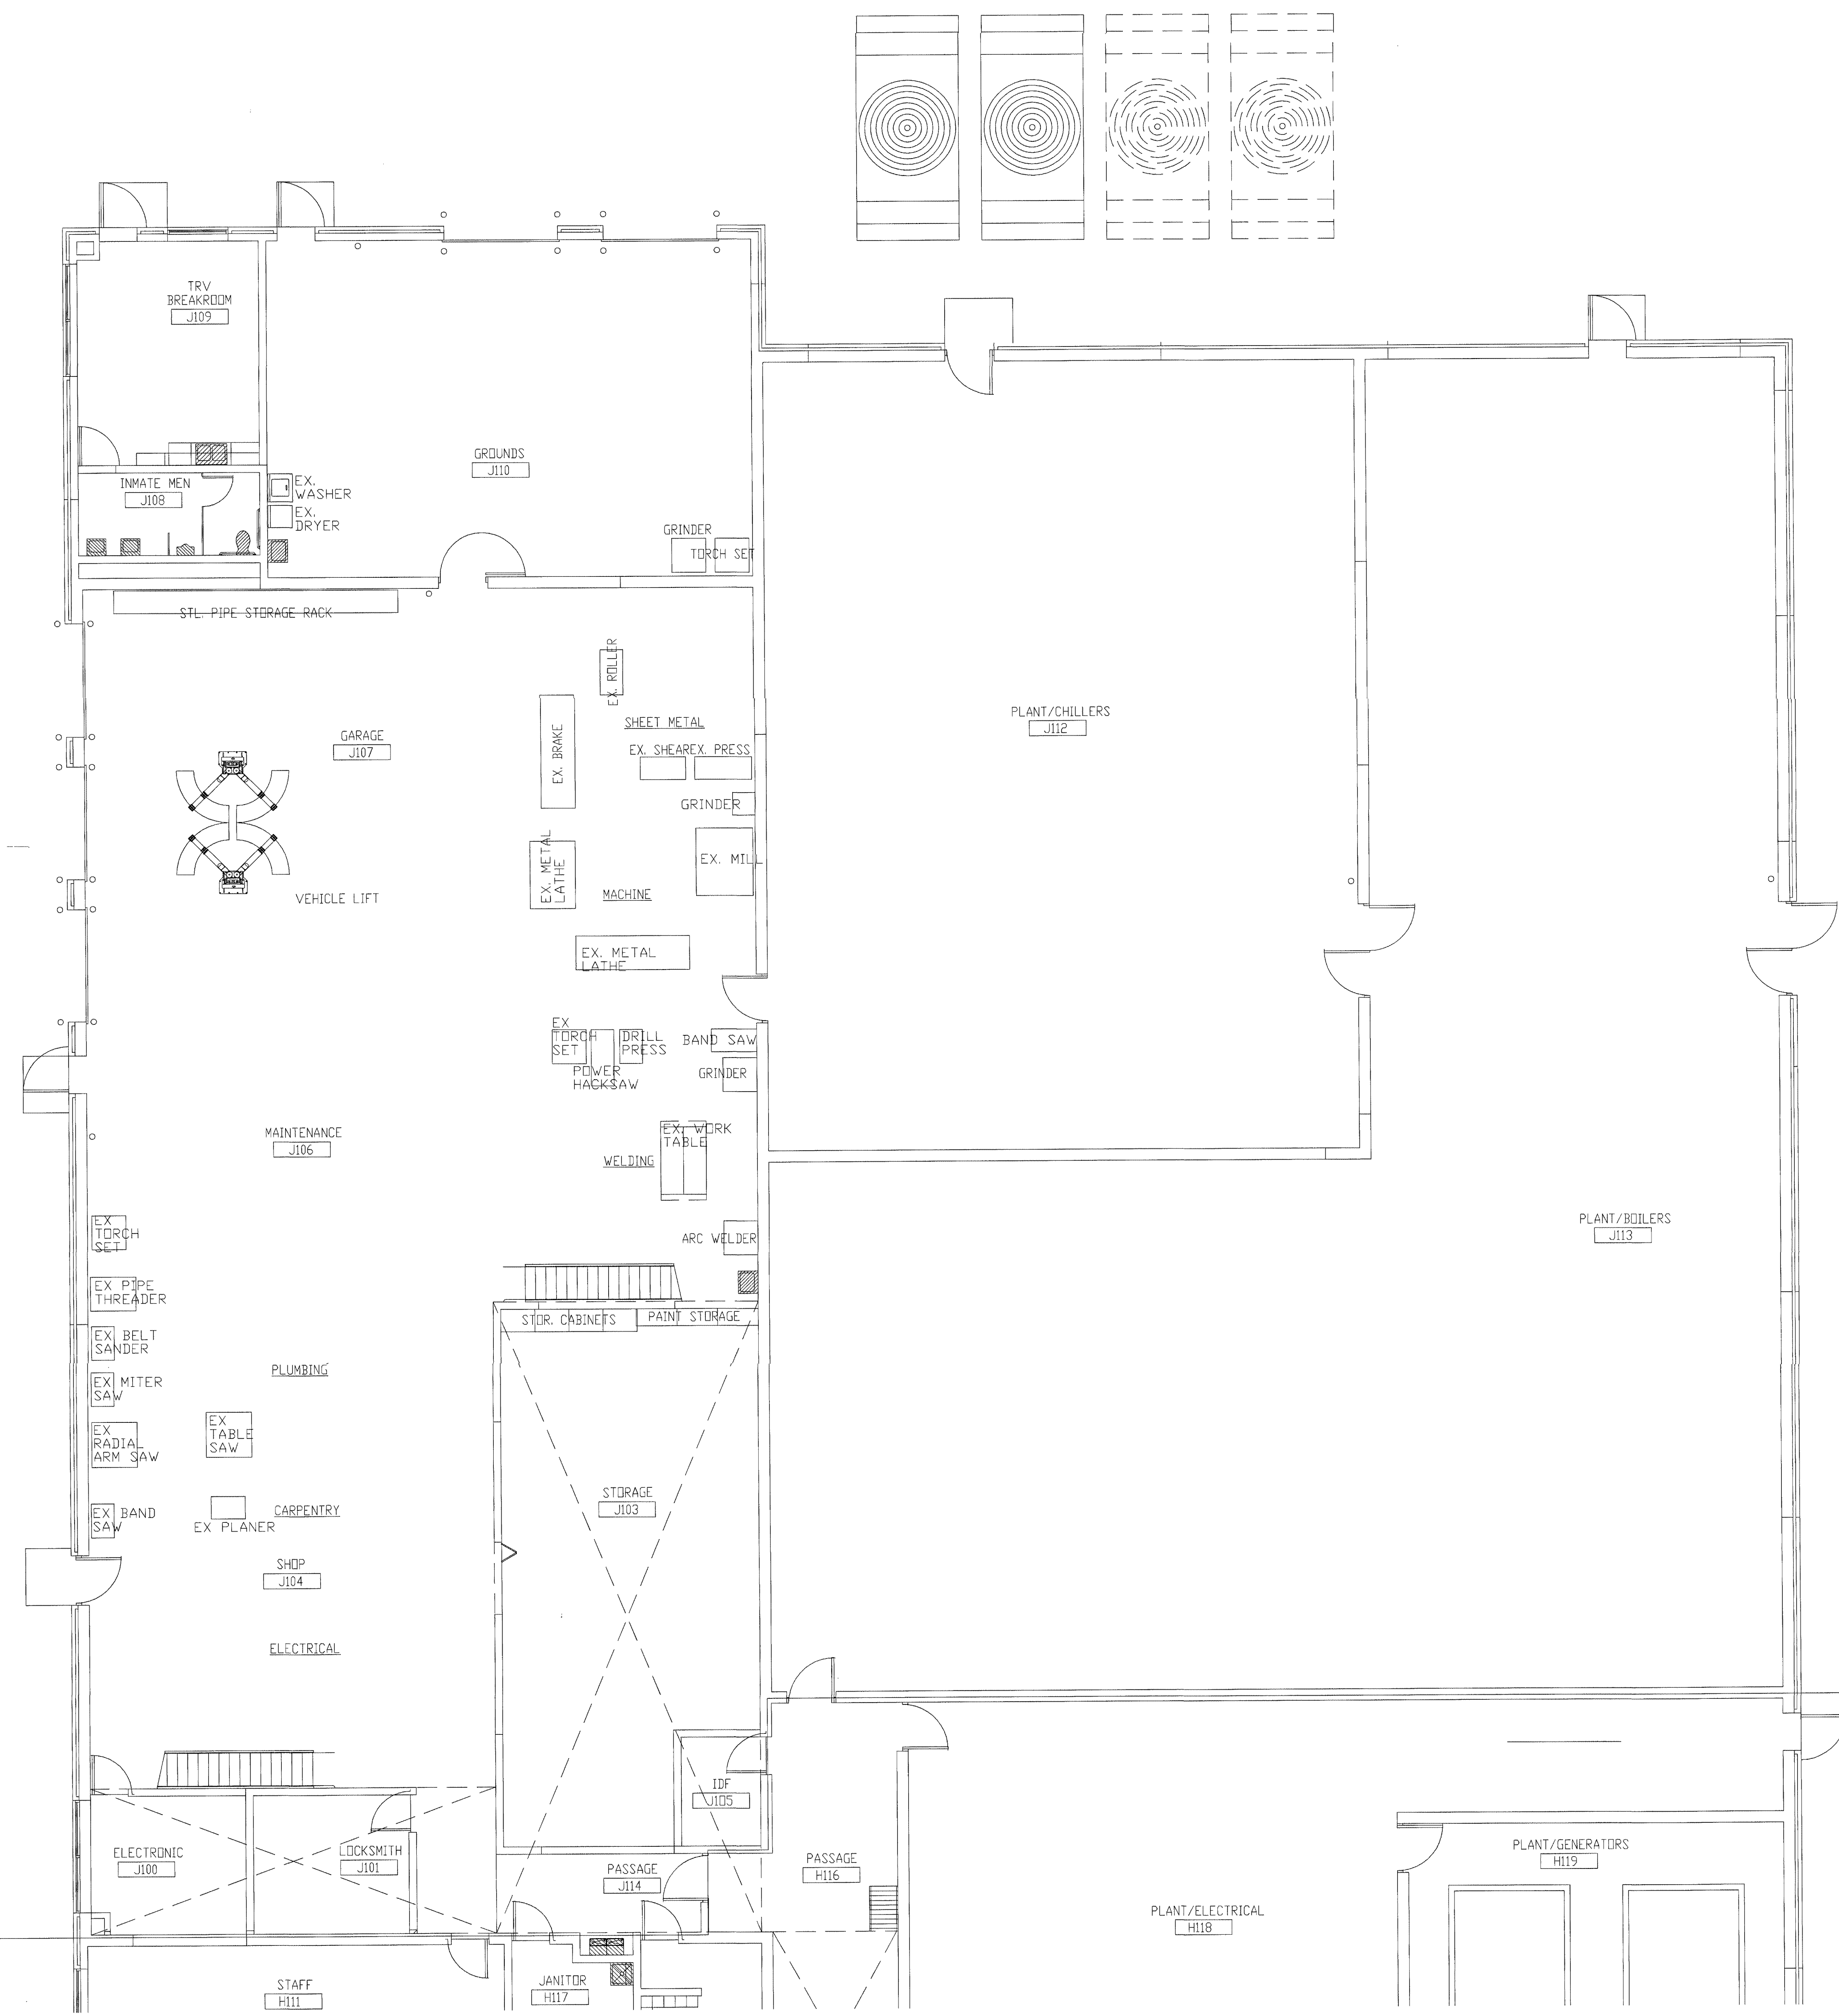 TRV
BREAKROOM
J109
GROUNDS
J110
INMATE MEN
J108
EX.
WASHER
EX.
DRYER
GRINDER
TORCH SET
STL. PIPE STORAGE RACK
EX. ROLLER
SHEET METAL
GARAGE
J107
EX. BRAKE
EX. SHEAR
EX. PRESS
PLANT/CHILLERS
J112
GRINDER
EX. METAL
LATHE
EX. MILL
VEHICLE LIFT
MACHINE
EX. METAL
LATHE
EX
TORCH
SET
DRILL
PRESS
BAND SAW
POWER
HACKSAW
GRINDER
MAINTENANCE
J106
EX. WORK
TABLE
WELDING
EX
TORCH
SET
ARC WELDER
PLANT/BOILERS
J113
EX PIPE
THREADER
STOR. CABINETS
PAINT STORAGE
EX BELT
SANDER
PLUMBING
EX MITER
SAW
EX
RADIAL
ARM SAW
EX
TABLE
SAW
STORAGE
J103
EX BAND
SAW
EX PLANER
CARPENTRY
SHOP
J104
ELECTRICAL
IDF
J105
ELECTRONIC
J100
LOCKSMITH
J101
PASSAGE
J114
PASSAGE
H116
PLANT/GENERATORS
H119
PLANT/ELECTRICAL
H118
STAFF
H111
JANITOR
H117